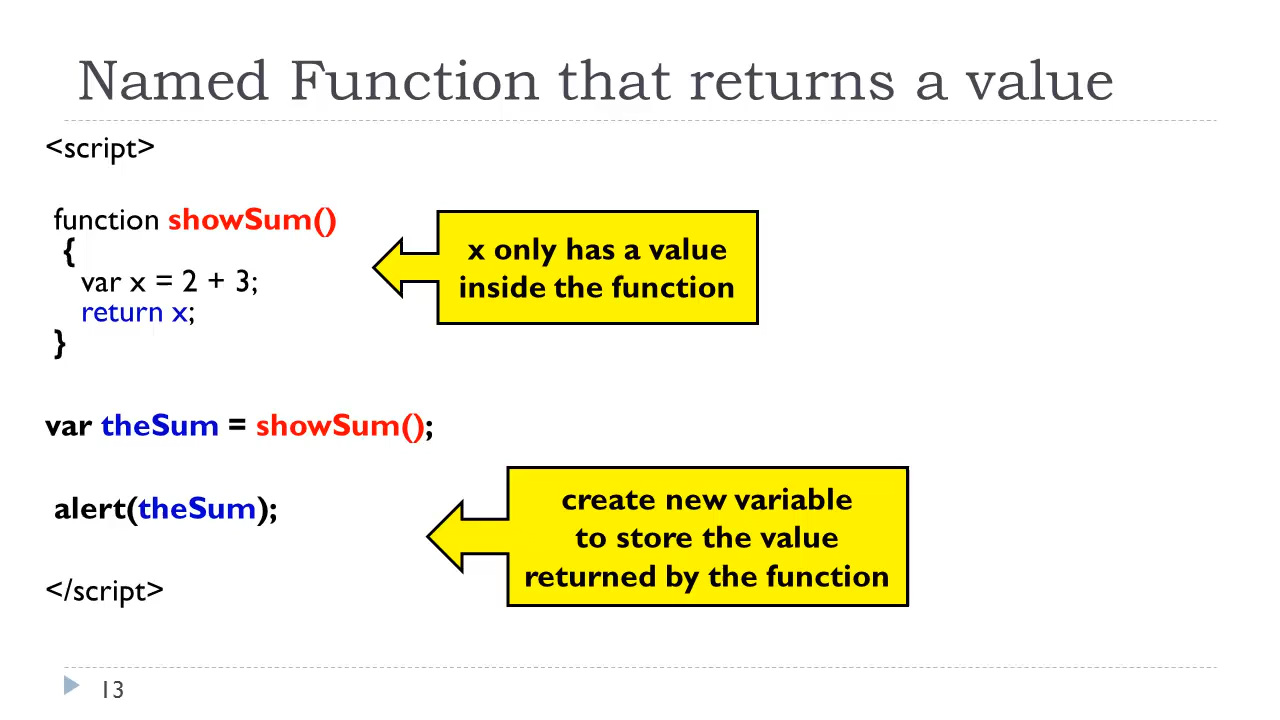 Named Function that returns a value
<script>
function showSum()
{
var x = 2 + 3;
return x;
}
x only has a value
inside the function
var theSum = showSum();
alert(theSum);
create new variable
to store the value
returned by the function
</script>
13